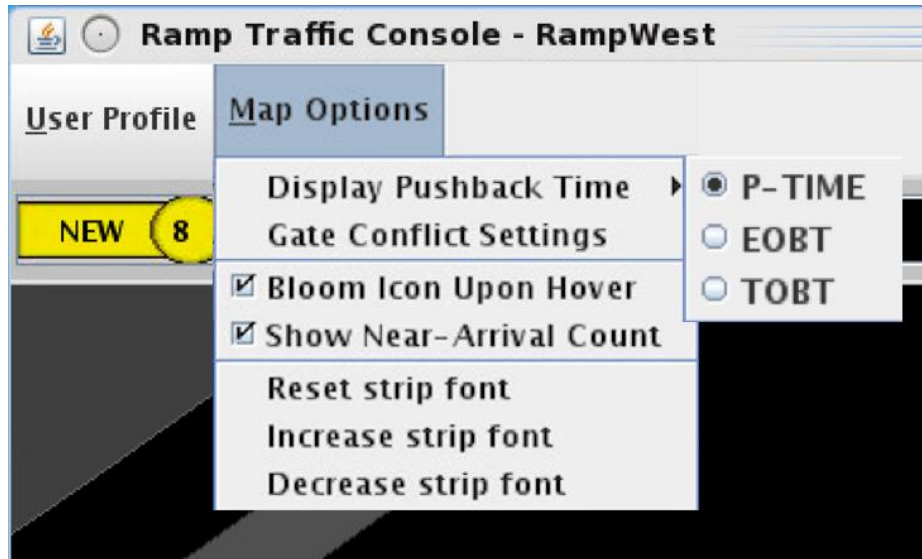 Ramp Traffic Console - RampWest
User Profile
Map Options
NEW 8
Display Pushback Time
Gate Conflict Settings
Bloom Icon Upon Hover
Show Near-Arrival Count
Reset strip font
Increase strip font
Decrease strip font
P-TIME
EOBT
TOBT